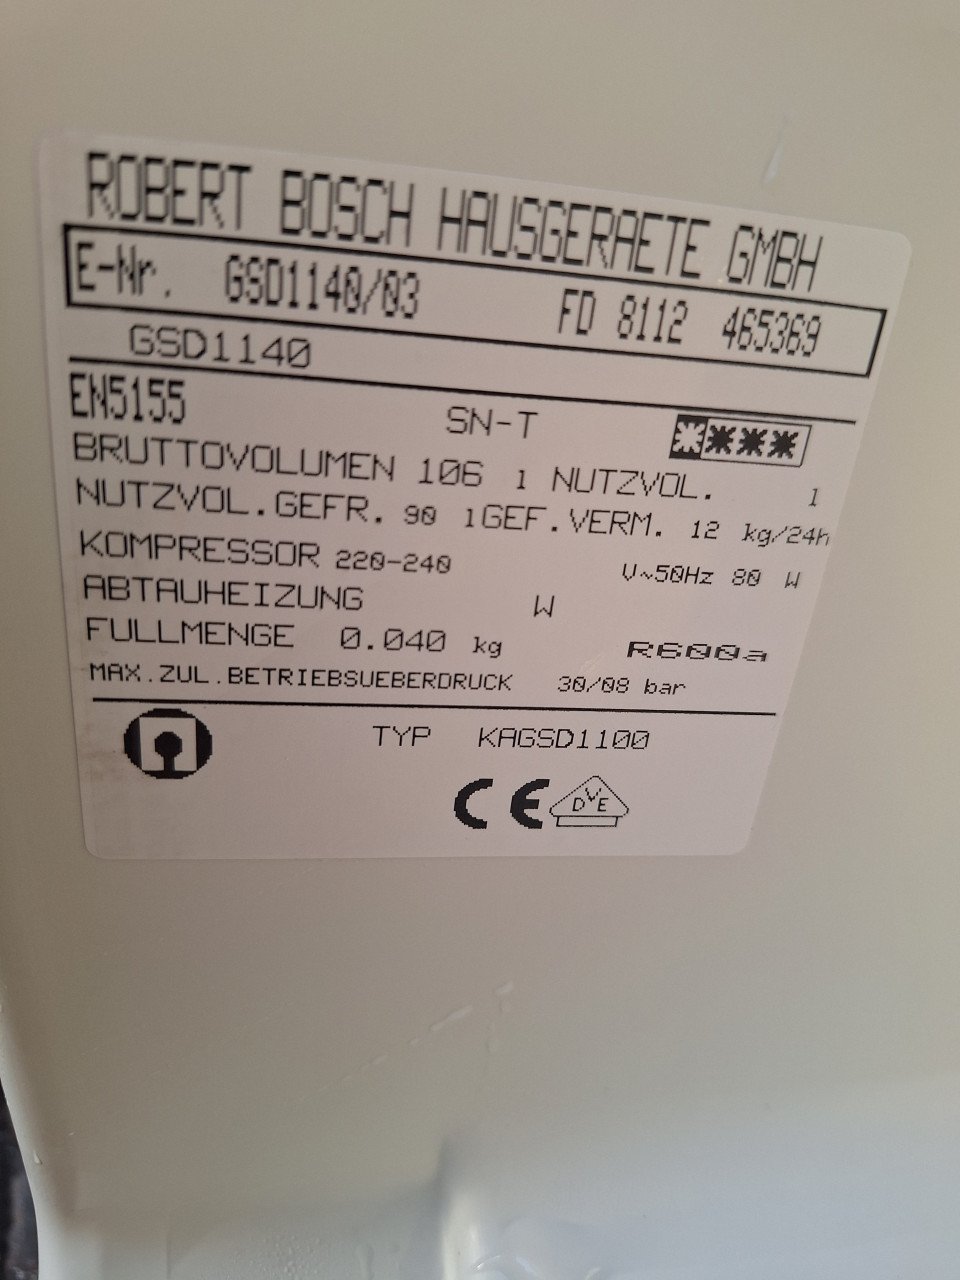 ROBERT BOSCH HAUSGERAETE GMBH
E-Nr. GSD1140/03 FD 8112 465369
GSD1140
EN5155 SN-T
BRUTTOVOLUMEN 106 l NUTZVOL. l
NUTZVOL.GEFR. 90 lGEF.VERM. 12 kg/24h
KOMPRESSOR 220-240 V~50Hz 80 W
ABTAUHEIZUNG W
FULLMENGE 0.040 kg R600a
MAX.ZUL.BETRIEBSUEBERDRUCK 30/08 bar
TYP KAGSD1100
CE DVE